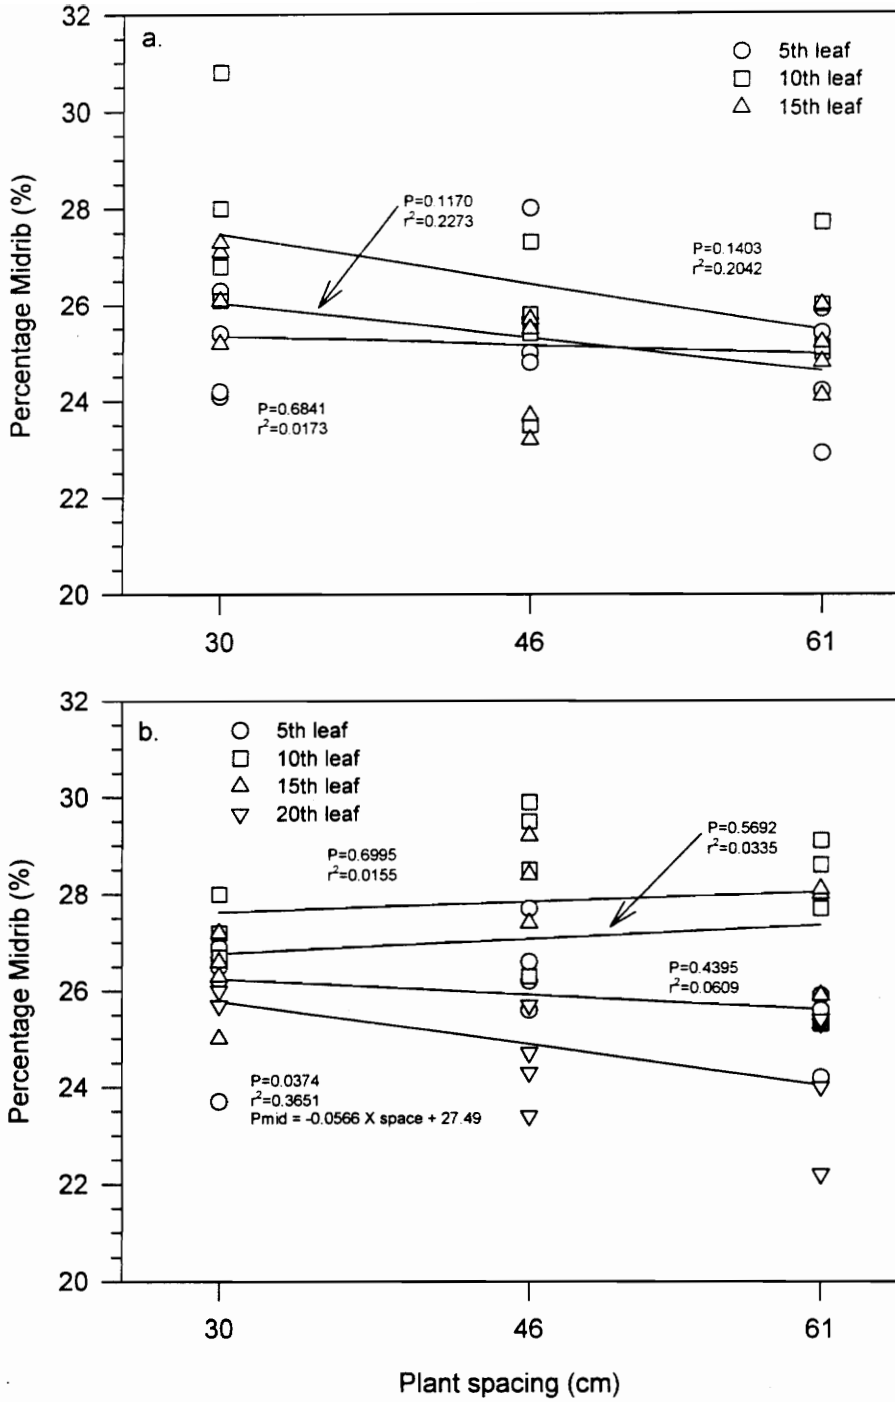 32
30
28
26
24
22
20
Percentage Midrib (%)
a.
5th leaf
10th leaf
15th leaf
P=0.1170
r²=0.2273
P=0.1403
r²=0.2042
P=0.6841
r²=0.0173
30 46 61
32
30
28
26
24
22
20
Percentage Midrib (%)
b.
5th leaf
10th leaf
15th leaf
20th leaf
P=0.6995
r²=0.0155
P=0.5692
r²=0.0335
P=0.4395
r²=0.0609
P=0.0374
r²=0.3651
Pmid = -0.0566 X space + 27.49
30 46 61
Plant spacing (cm)